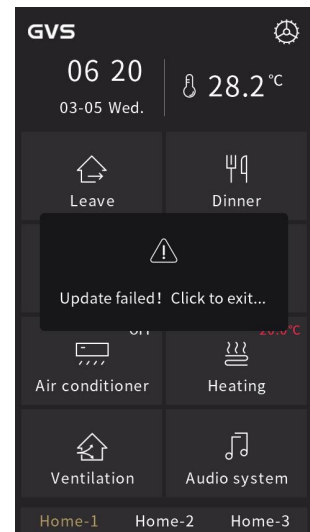 GVS
06 20
28.2°C
03-05 Wed.
Leave
Dinner
Update failed! Click to exit...
Air conditioner
Heating
Ventilation
Audio system
Home-1
Home-2
Home-3